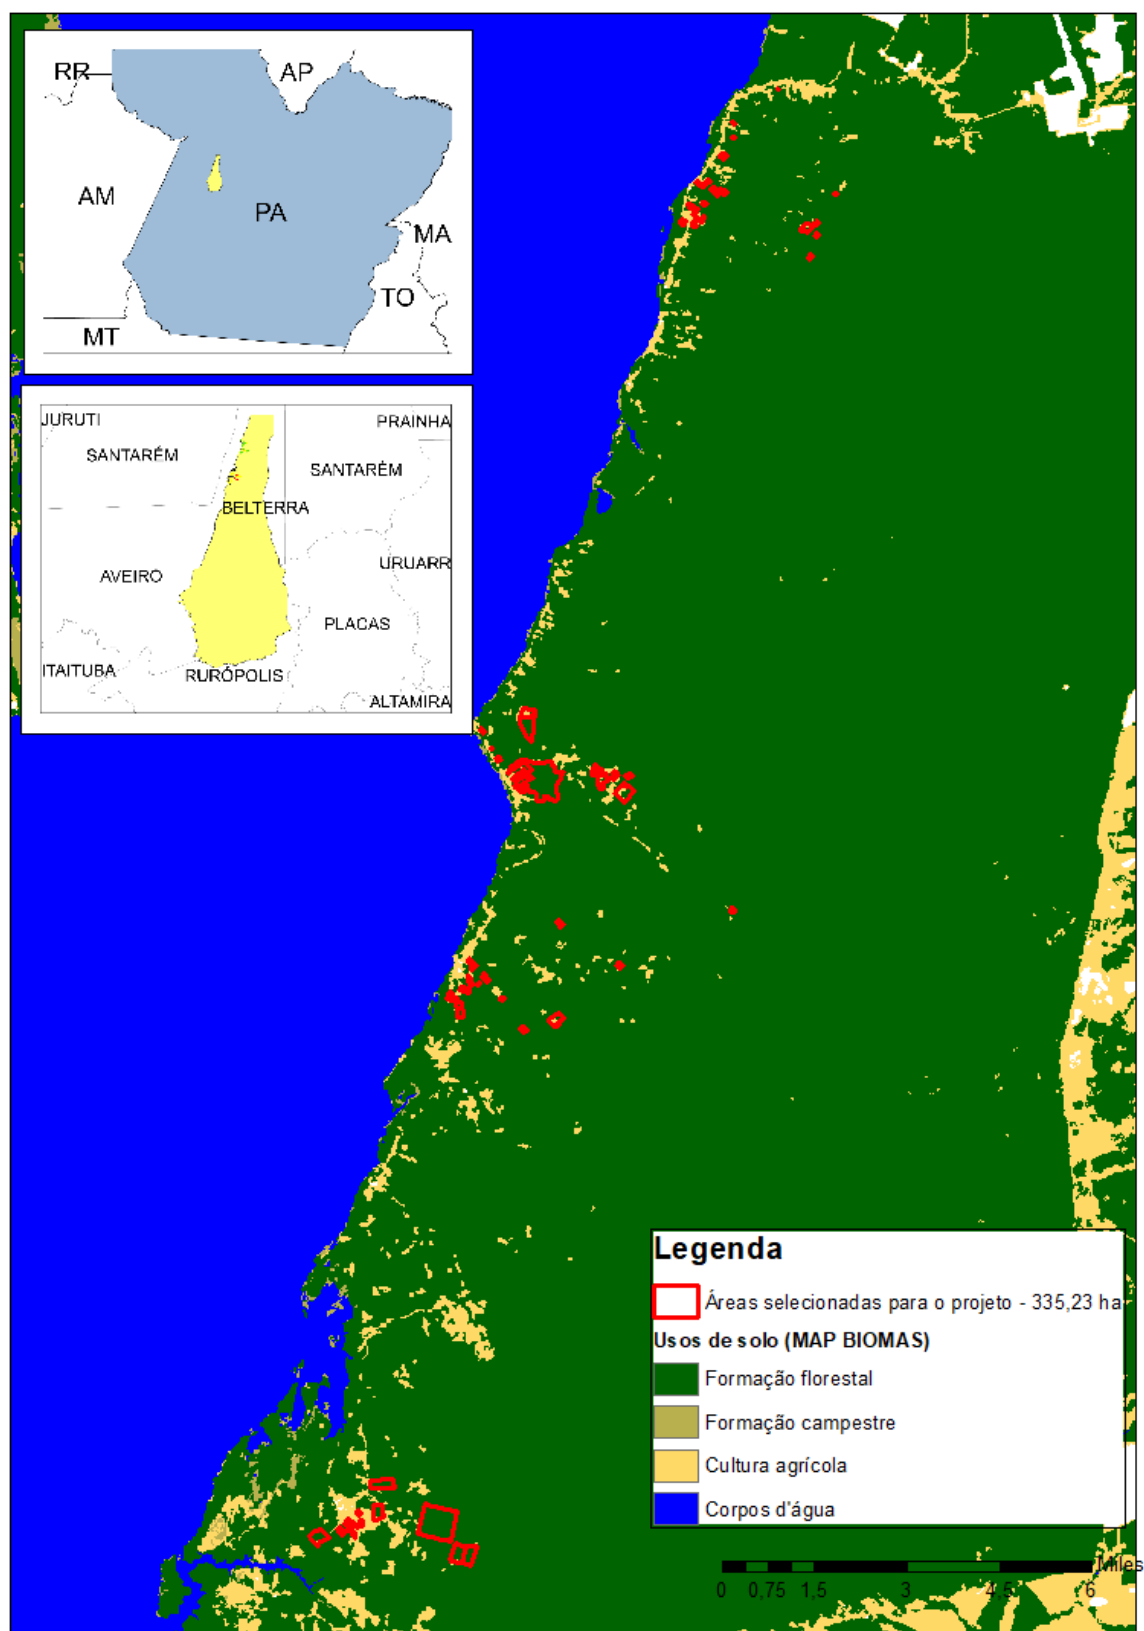 RR
AP
AM
PA
MA
TO
MT
JURUTI
PRAINHA
SANTARÉM
SANTARÉM
BELTERRA
URUARR
AVEIRO
PLACAS
ITAITUBA
RURÓPOLIS
ALTAMIRA
Legenda
Áreas selecionadas para o projeto - 335,23 ha
Usos de solo (MAP BIOMAS)
Formação florestal
Formação campestre
Cultura agrícola
Corpos d'água
Miles
0 0,75 1,5 3 4,5 6